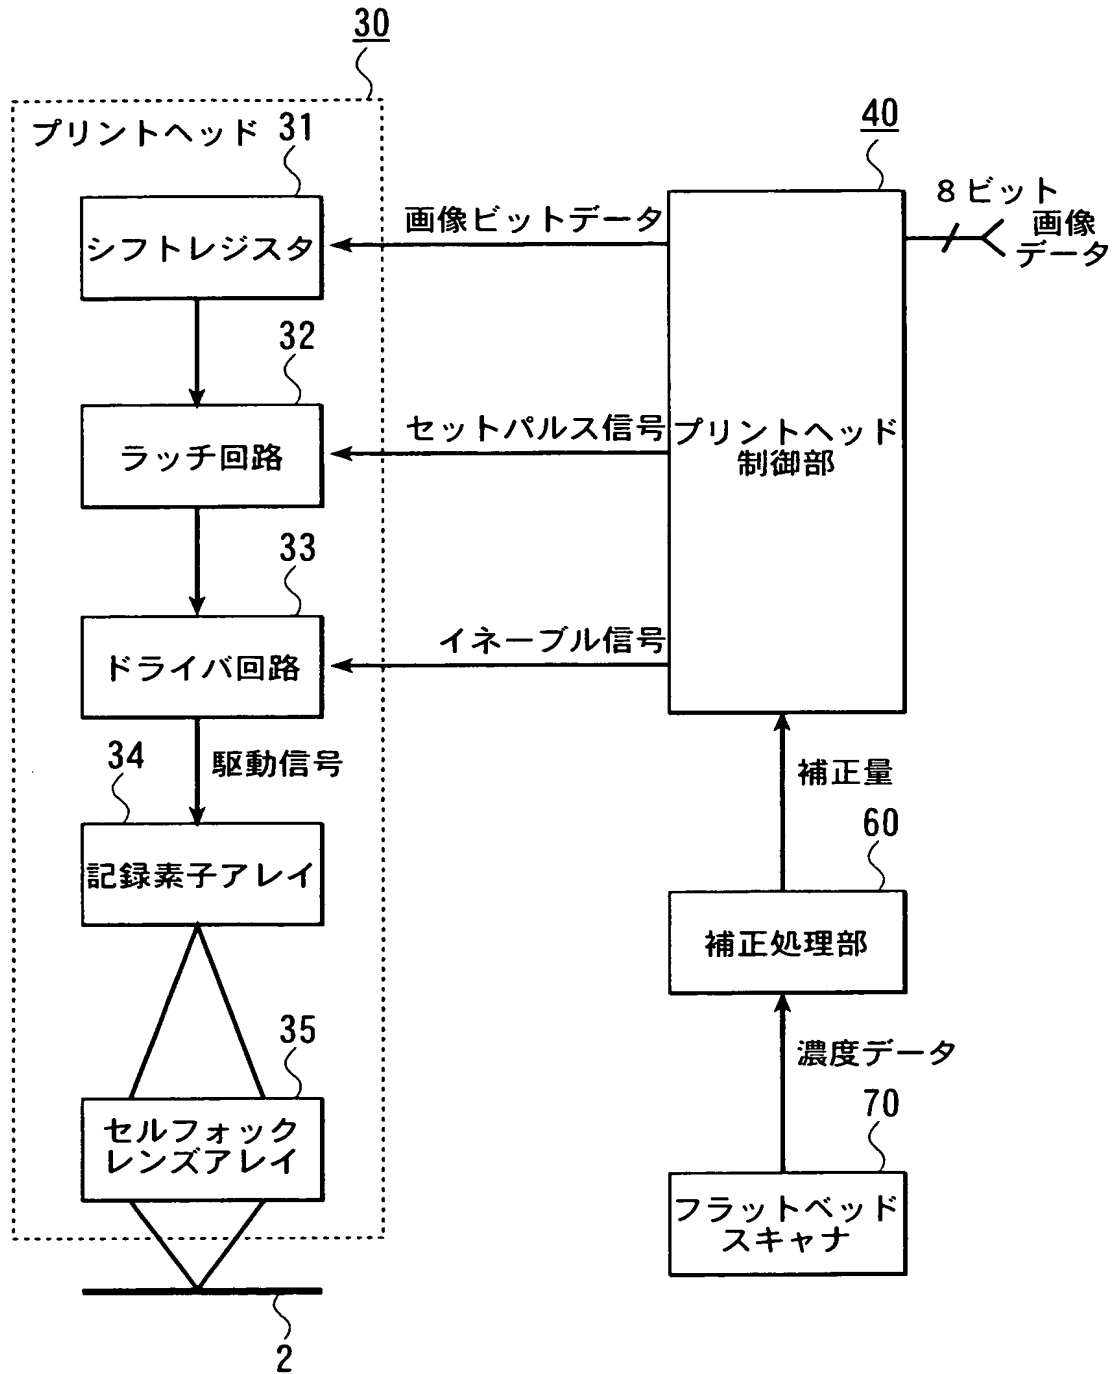 30
プリントヘッド
31
シフトレジスタ
画像ビットデータ
40
8ビット
画像
データ
32
ラッチ回路
セットパルス信号
プリントヘッド
制御部
33
ドライバ回路
イネーブル信号
34
駆動信号
補正量
記録素子アレイ
60
補正処理部
35
濃度データ
セルフォック
レンズアレイ
70
フラットベッド
スキャナ
2